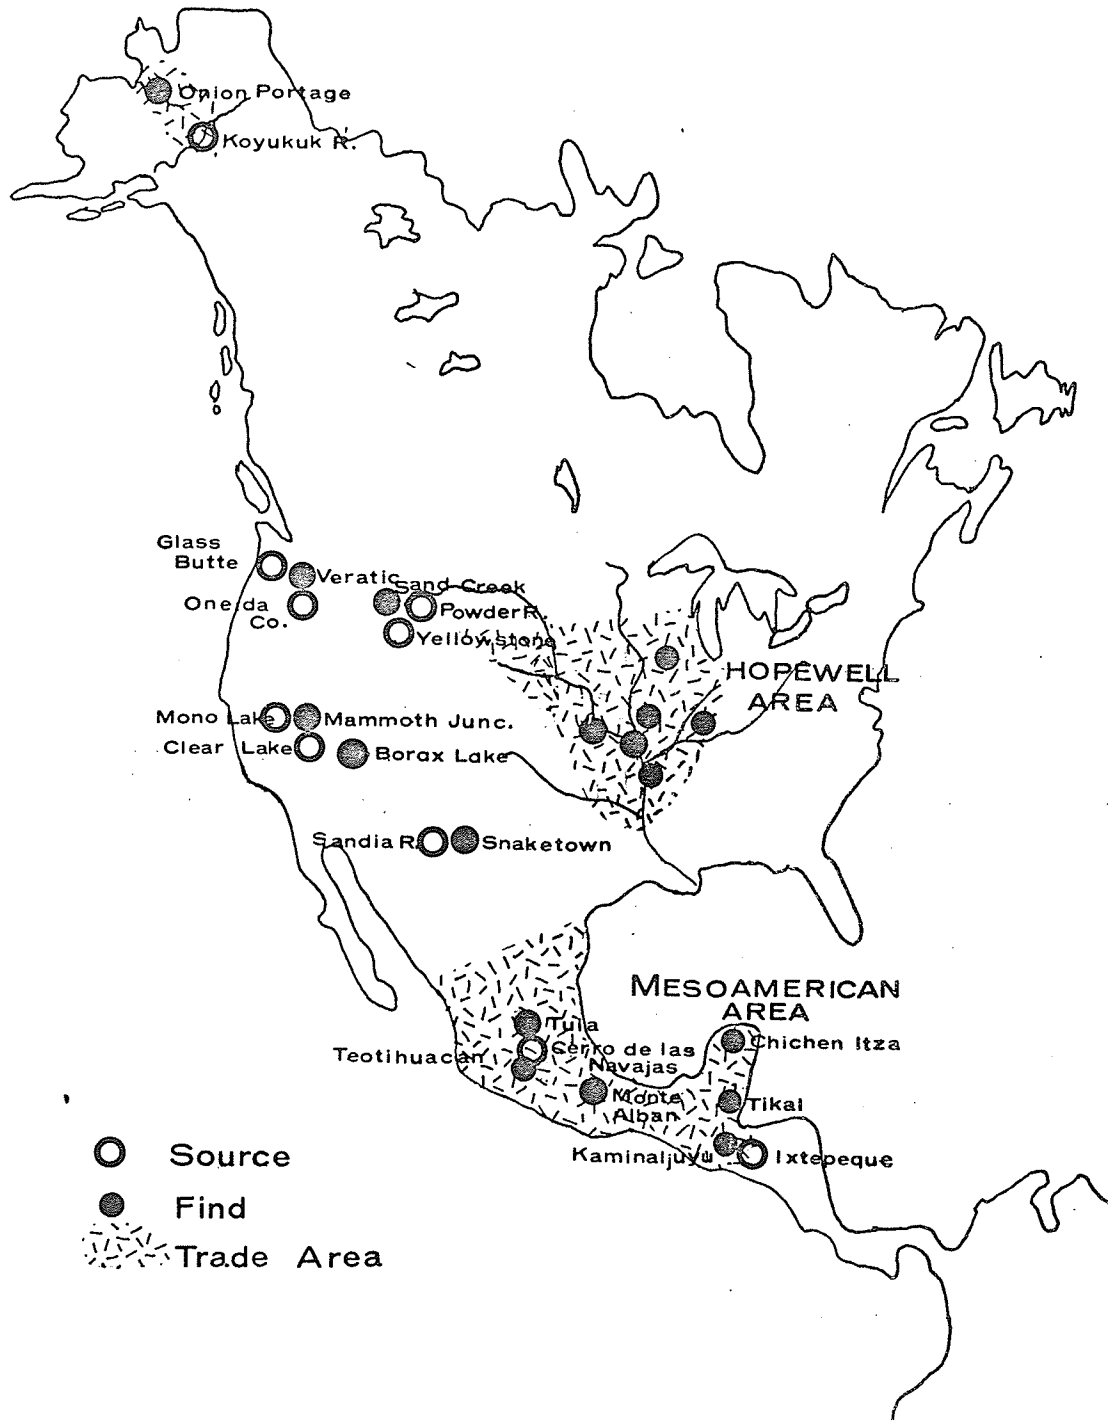 Onion Portage
Koyukuk R.
Glass
Butte
Veratic
Sand Creek
Oneida
Co.
Powder R.
Yellowstone
HOPEWELL
AREA
Mono Lake
Mammoth Junc.
Clear Lake
Borax Lake
Sandia R.
Snaketown
MESOAMERICAN
AREA
Tula
Chichen Itza
Teotihuacan
Cerro de las
Navajas
Monte
Alban
Tikal
Kaminaljuyu
Ixtepeque
Source
Find
Trade Area